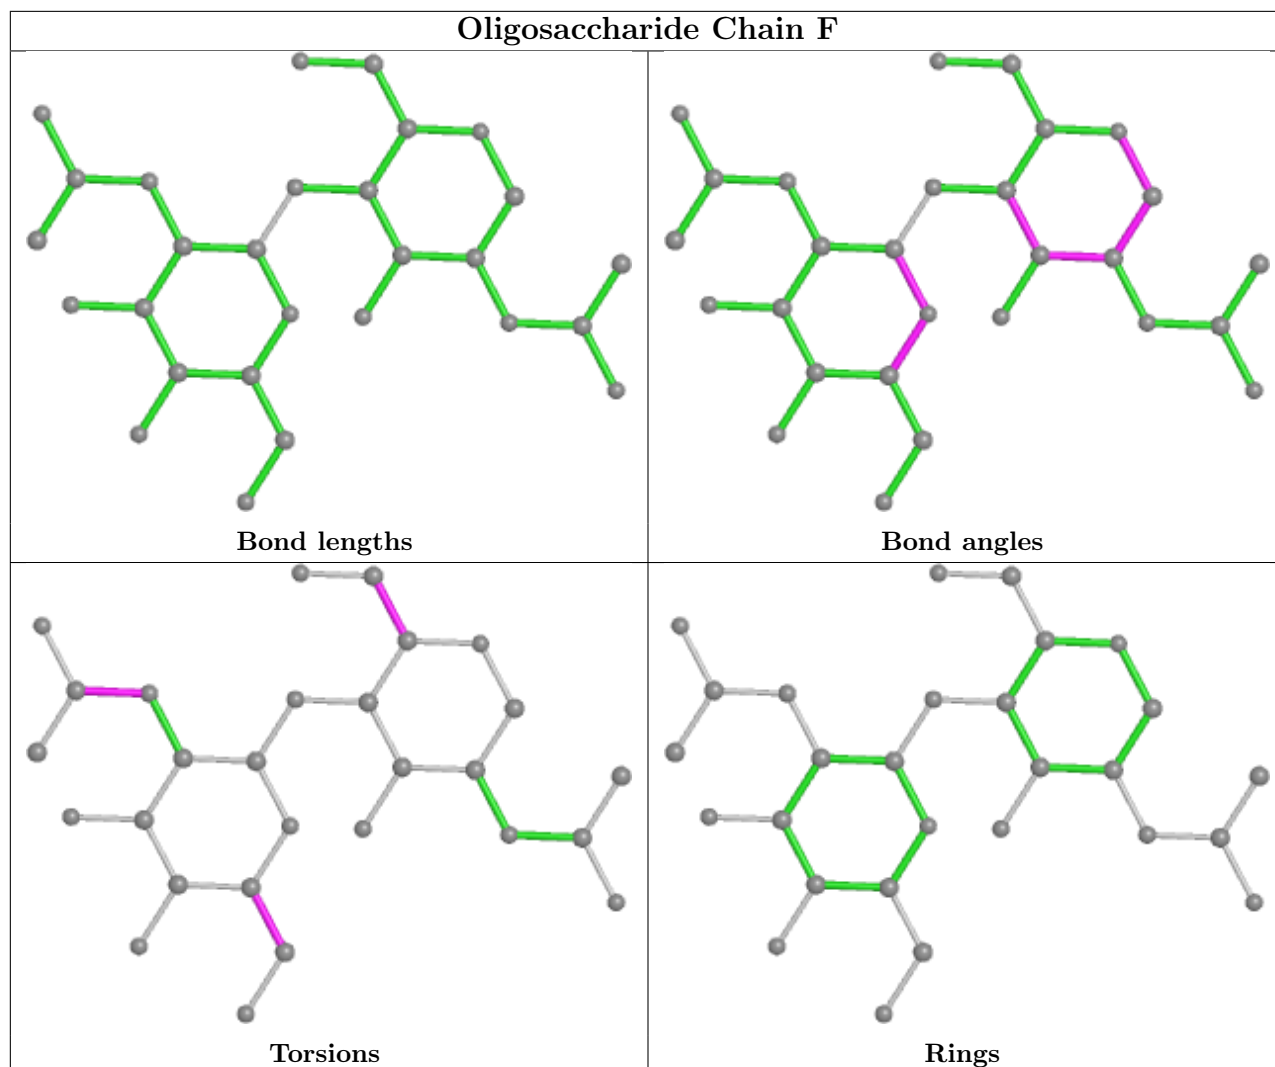 Oligosaccharide Chain F
Bond lengths
Bond angles
Torsions
Rings